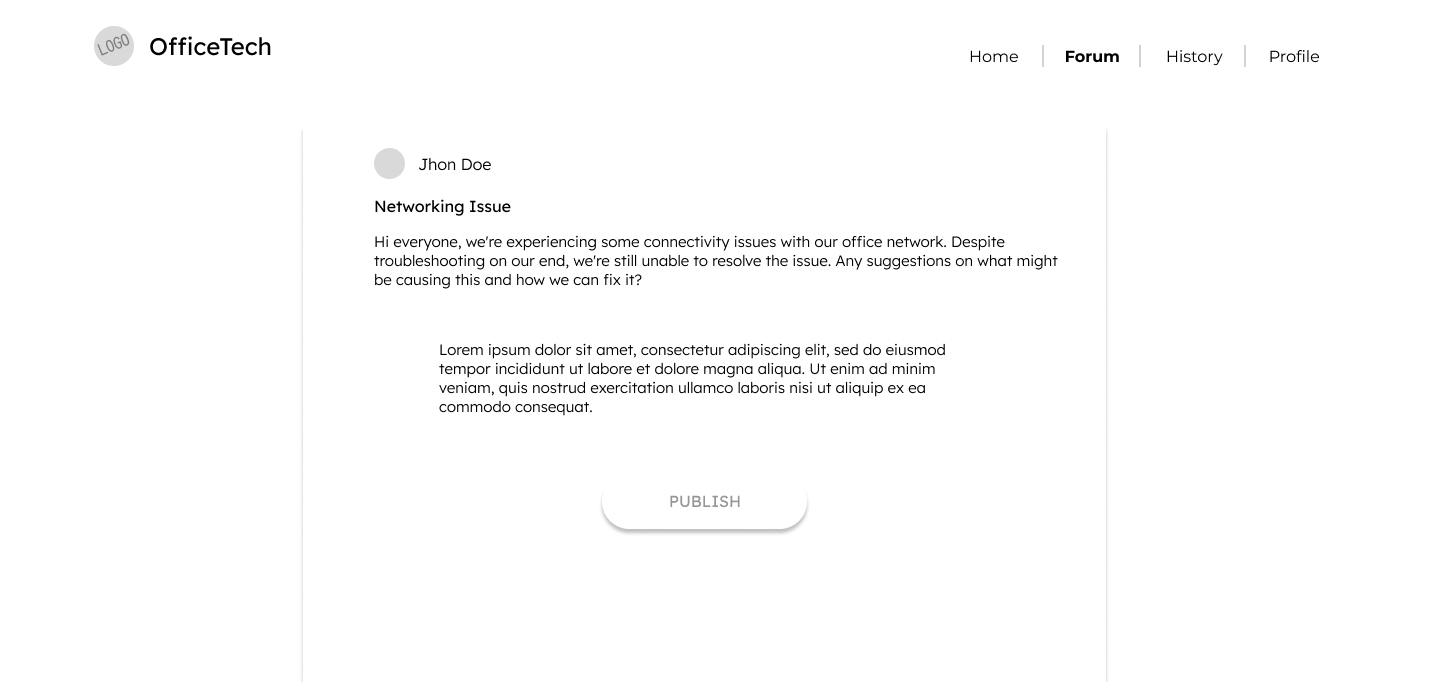 LOGO
OfficeTech
Home
Forum
History
Profile
Jhon Doe
Networking Issue
Hi everyone, we're experiencing some connectivity issues with our office network. Despite
troubleshooting on our end, we're still unable to resolve the issue. Any suggestions on what might
be causing this and how we can fix it?
Lorem ipsum dolor sit amet, consectetur adipiscing elit, sed do eiusmod
tempor incididunt ut labore et dolore magna aliqua. Ut enim ad minim
veniam, quis nostrud exercitation ullamco laboris nisi ut aliquip ex ea
commodo consequat.
PUBLISH